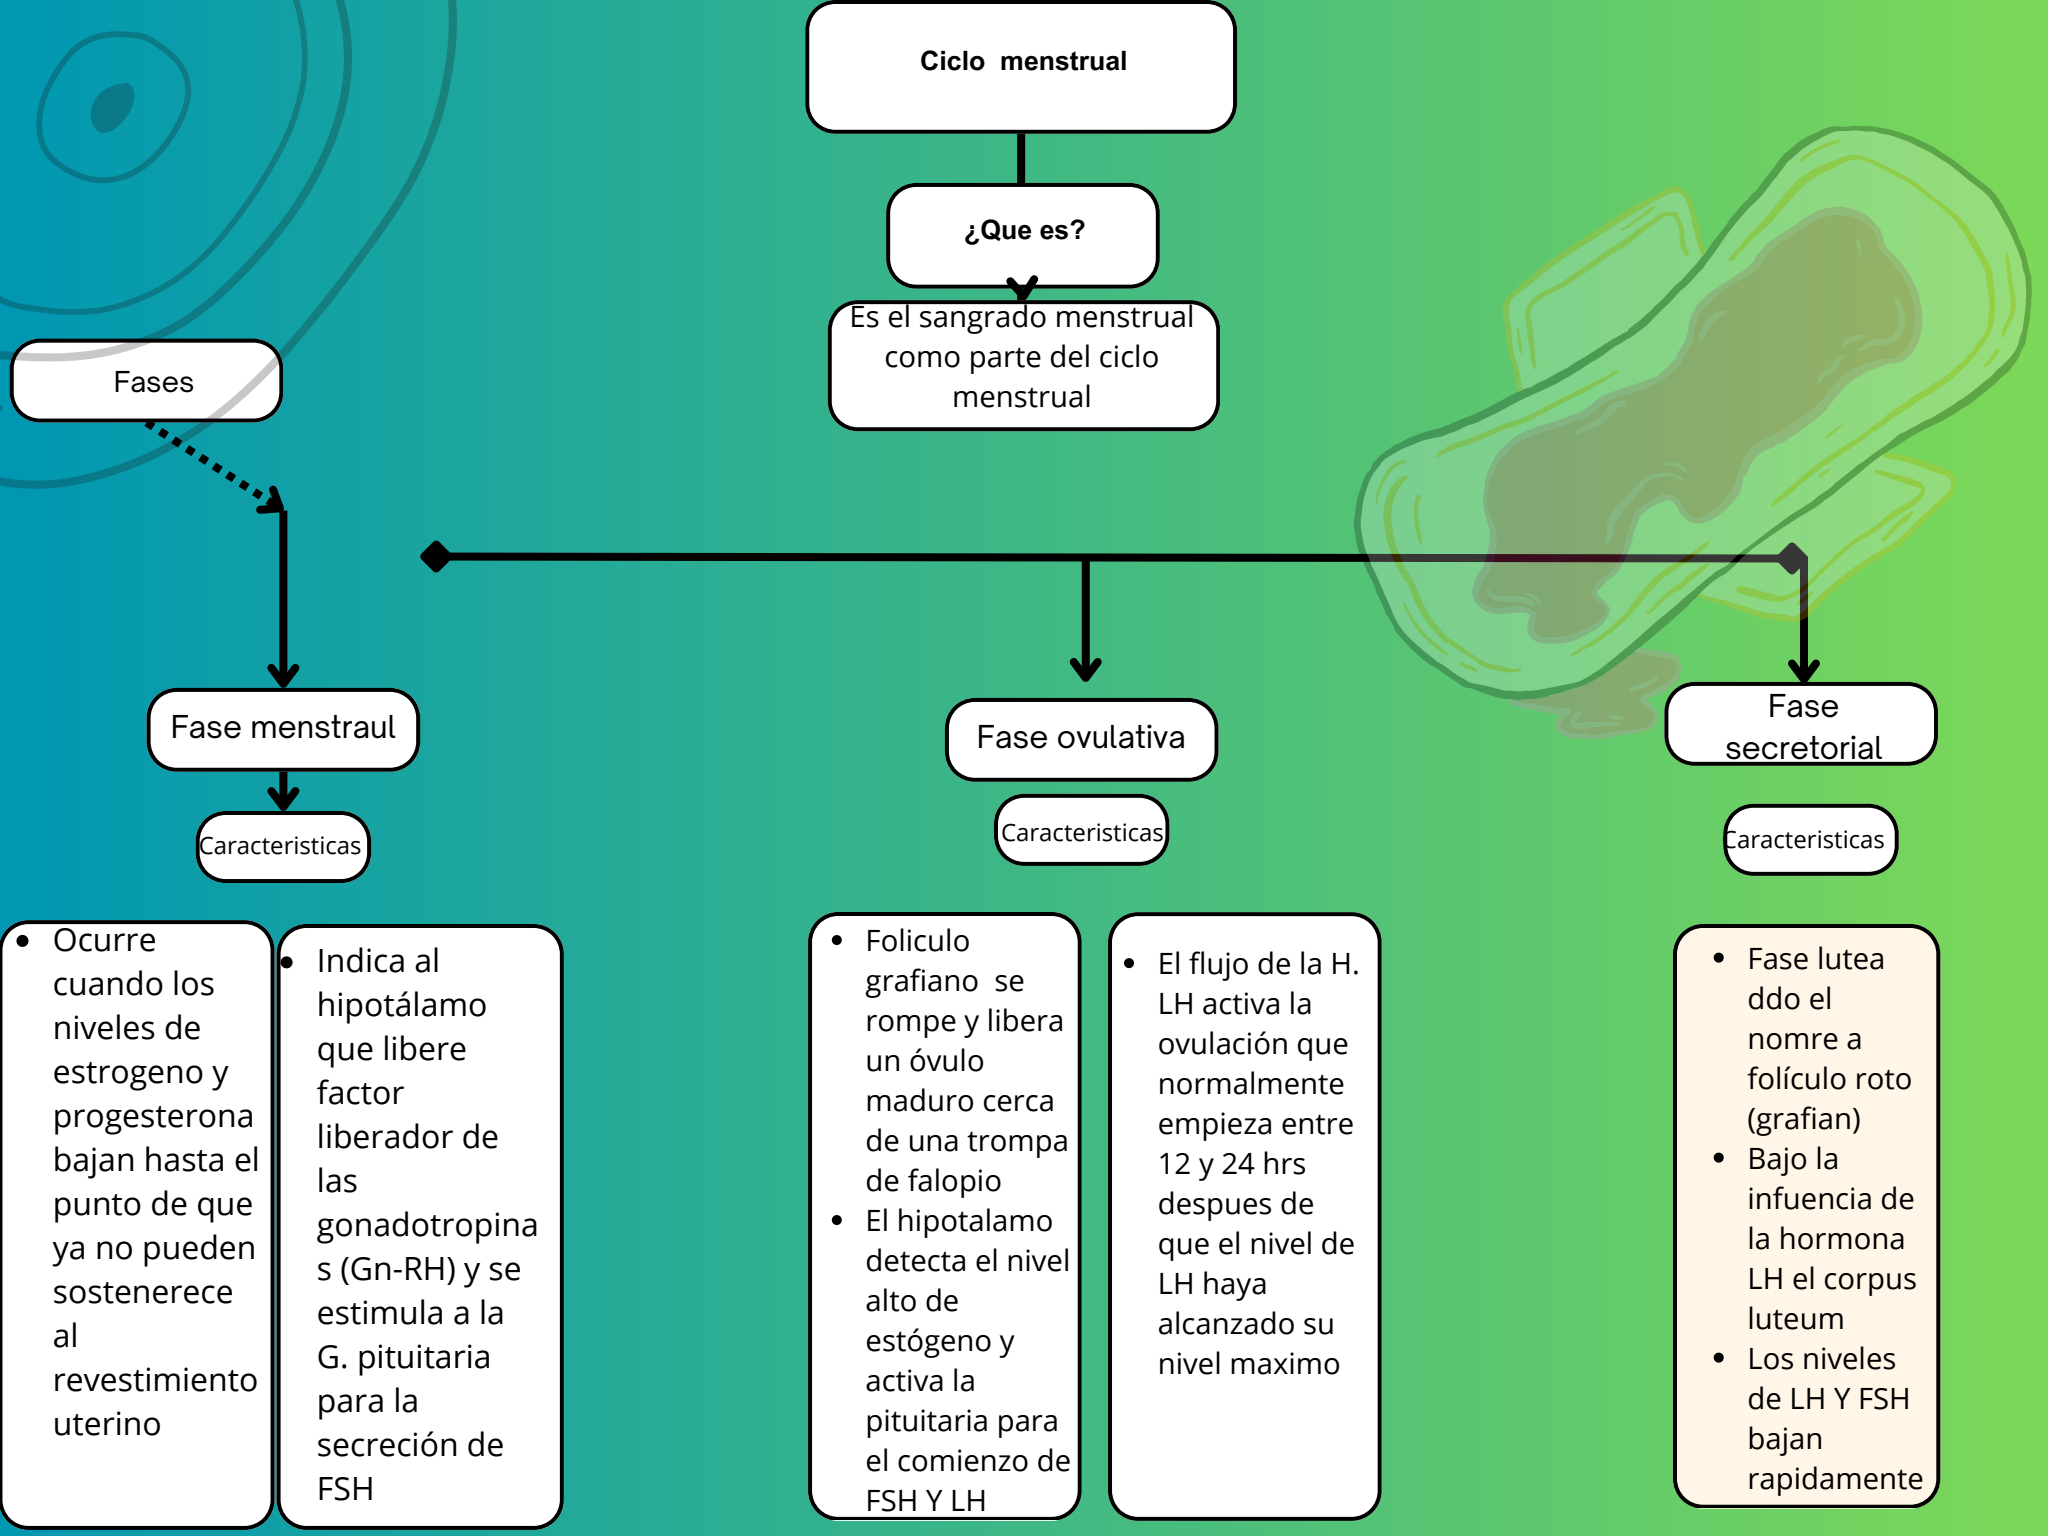 Ciclo  menstrual
¿Que es?
Es el sangrado menstrual
como parte del ciclo
menstrual
Fases
Fase menstraul
Caracteristicas
Ocurre
cuando los
niveles de
estrogeno y
progesterona
bajan hasta el
punto de que
ya no pueden
sostenerece
al
revestimiento
uterino
Indica al
hipotálamo
que libere
factor
liberador de
las
gonadotropina
s (Gn-RH) y se
estimula a la
G. pituitaria
para la
secreción de
FSH
Fase ovulativa
Caracteristicas
Foliculo
grafiano  se
rompe y libera
un óvulo
maduro cerca
de una trompa
de falopio
El hipotalamo
detecta el nivel
alto de
estógeno y
activa la
pituitaria para
el comienzo de
FSH Y LH
El flujo de la H.
LH activa la
ovulación que
normalmente
empieza entre
12 y 24 hrs
despues de
que el nivel de
LH haya
alcanzado su
nivel maximo
Fase
secretorial
Caracteristicas
Fase lutea
ddo el
nomre a
folículo roto
(grafian)
Bajo la
infuencia de
la hormona
LH el corpus
luteum
Los niveles
de LH Y FSH
bajan
rapidamente